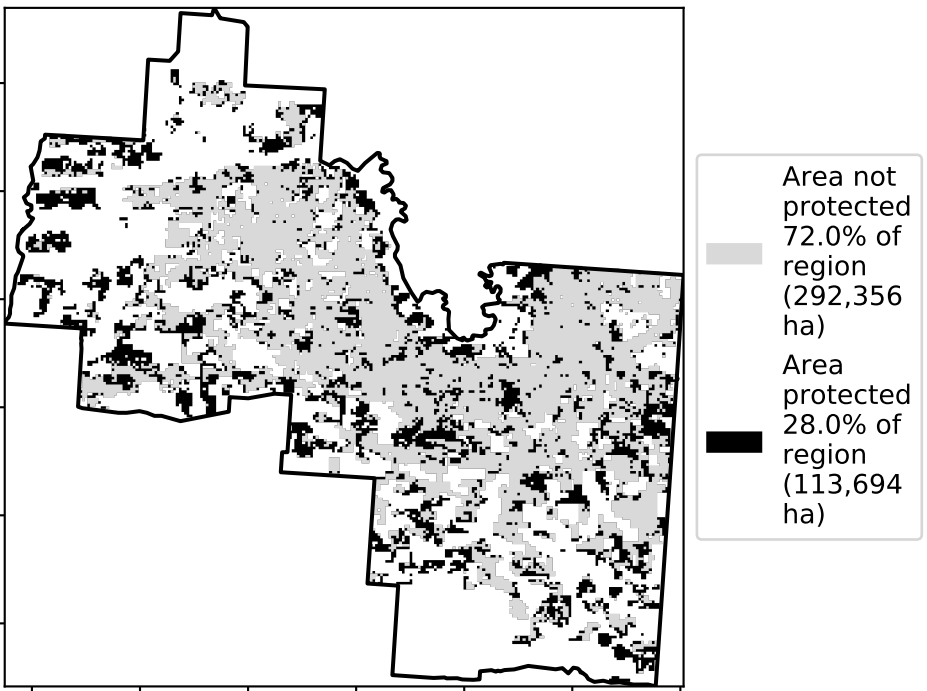 Area not
protected
72.0% of
region
(292,356
ha)
Area
protected
28.0% of
region
(113,694
ha)